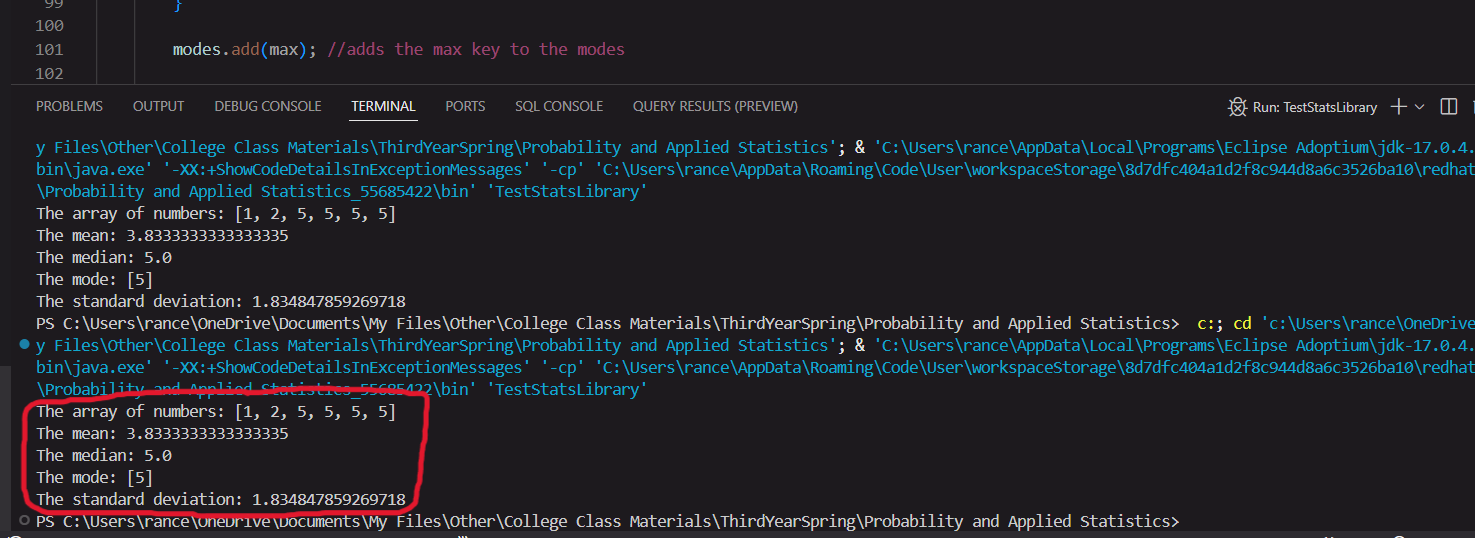 99 }
100
101 modes.add(max); //adds the max key to the modes
102
PROBLEMS OUTPUT DEBUG CONSOLE TERMINAL PORTS SQL CONSOLE QUERY RESULTS (PREVIEW) Run: TestStatsLibrary
y Files\Other\College Class Materials\ThirdYearSpring\Probability and Applied Statistics'; & 'C:\Users\rance\AppData\Local\Programs\Eclipse Adoptium\jdk-17.0.4.
bin\java.exe' '-XX:+ShowCodeDetailsInExceptionMessages' '-cp' 'C:\Users\rance\AppData\Roaming\Code\User\workspaceStorage\8d7dfc404a1d2f8c944d8a6c3526ba10\redhat
\Probability and Applied Statistics_55685422\bin' 'TestStatsLibrary'
The array of numbers: [1, 2, 5, 5, 5, 5]
The mean: 3.8333333333333335
The median: 5.0
The mode: [5]
The standard deviation: 1.834847859269718
PS C:\Users\rance\OneDrive\Documents\My Files\Other\College Class Materials\ThirdYearSpring\Probability and Applied Statistics> c:; cd 'c:\Users\rance\OneDrive
y Files\Other\College Class Materials\ThirdYearSpring\Probability and Applied Statistics'; & 'C:\Users\rance\AppData\Local\Programs\Eclipse Adoptium\jdk-17.0.4.
bin\java.exe' '-XX:+ShowCodeDetailsInExceptionMessages' '-cp' 'C:\Users\rance\AppData\Roaming\Code\User\workspaceStorage\8d7dfc404a1d2f8c944d8a6c3526ba10\redhat
\Probability and Applied Statistics_55685422\bin' 'TestStatsLibrary'
The array of numbers: [1, 2, 5, 5, 5, 5]
The mean: 3.8333333333333335
The median: 5.0
The mode: [5]
The standard deviation: 1.834847859269718
PS C:\Users\rance\OneDrive\Documents\My Files\Other\College Class Materials\ThirdYearSpring\Probability and Applied Statistics>